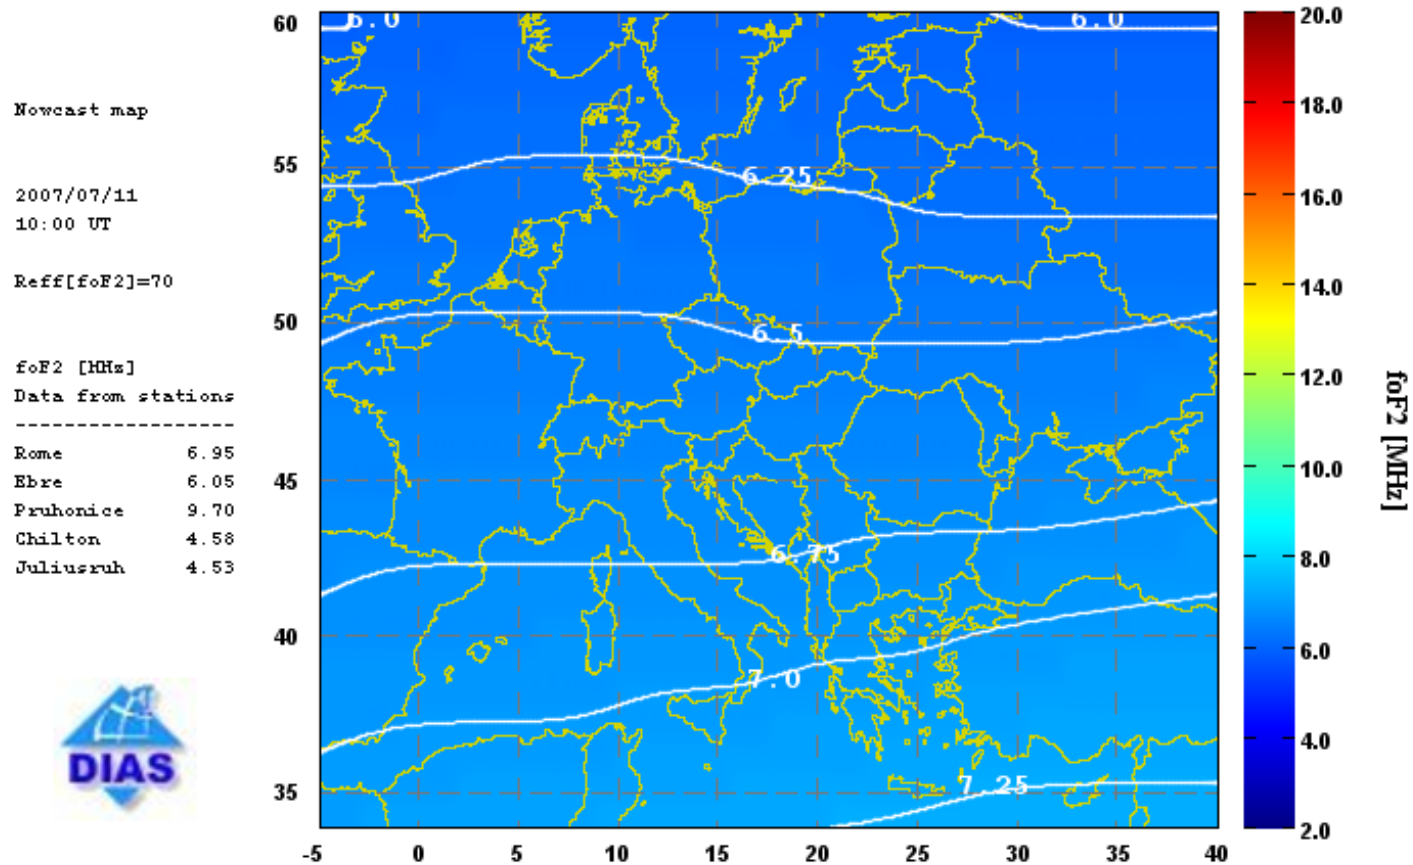 Nowcast map
2007/07/11
10:00 UT
Reff[foF2]=70
foF2 [MHz]
Data from stations
------------------
Rome 6.95
Ebre 6.05
Pruhonice 9.70
Chilton 4.58
Juliusruh 4.53
DIAS
60
55
50
45
40
35
-5 0 5 10 15 20 25 30 35 40
6.0 6.0
6.25
6.5
6.75
7.0
7.25
20.0
18.0
16.0
14.0
12.0
10.0
8.0
6.0
4.0
2.0
foF2 [MHz]